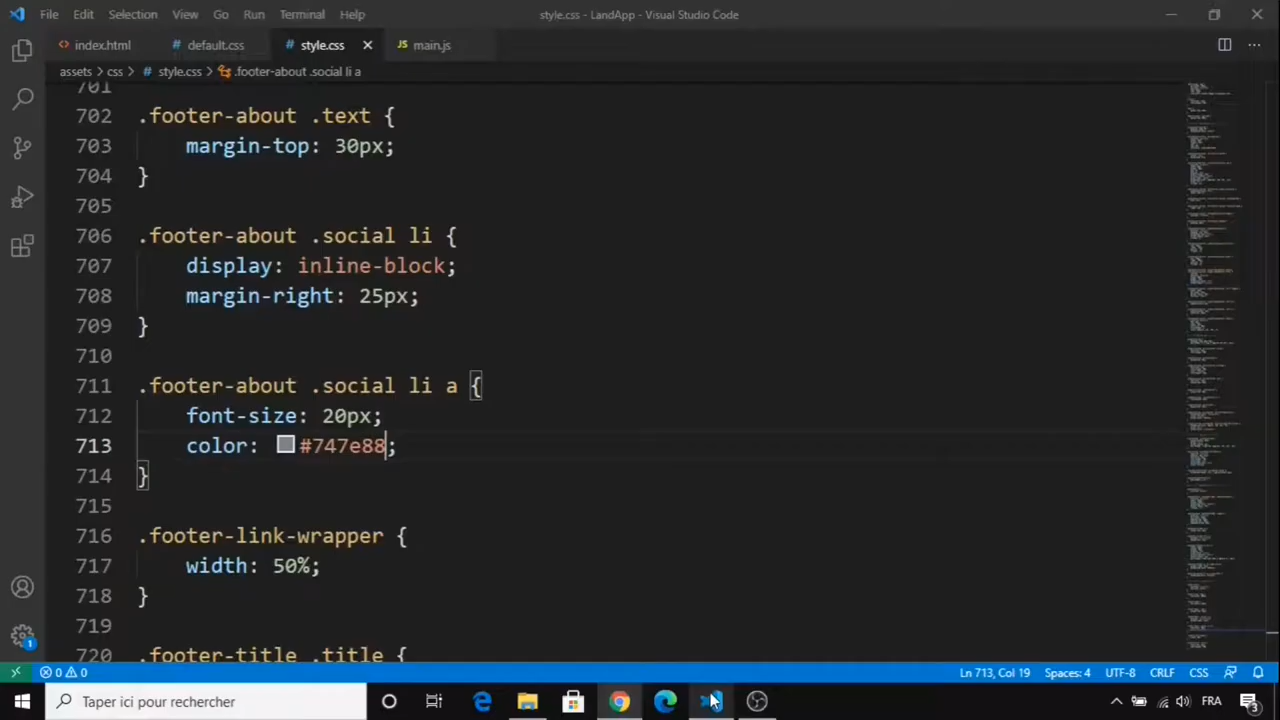 File Edit Selection View Go Run Terminal Help style.css - LandApp - Visual Studio Code
index.html default.css style.css JS main.js
assets > css > # style.css > .footer-about .social li a
701
702 .footer-about .text {
703 margin-top: 30px;
704 }
705
706 .footer-about .social li {
707 display: inline-block;
708 margin-right: 25px;
709 }
710
711 .footer-about .social li a {
712 font-size: 20px;
713 color: #747e88;
714 }
715
716 .footer-link-wrapper {
717 width: 50%;
718 }
719
720 .footer-title .title {
1
0 0 Ln 713, Col 19 Spaces: 4 UTF-8 CRLF CSS
Taper ici pour rechercher FRA 3